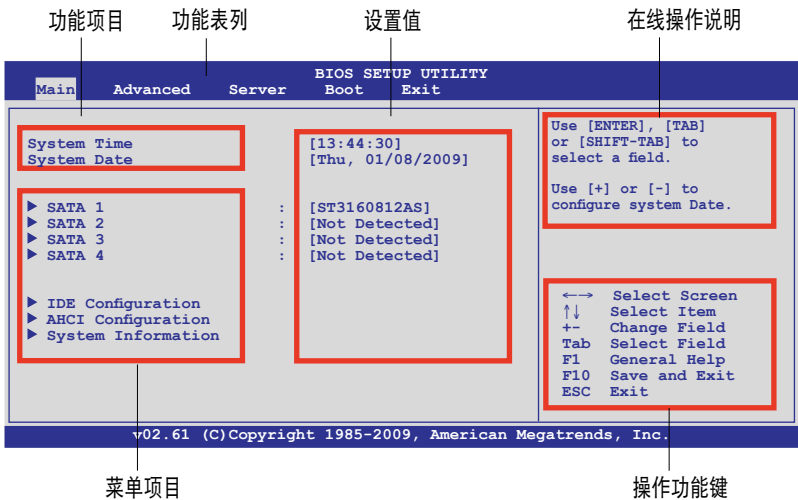 功能项目 功能表列 设置值 在线操作说明
BIOS SETUP UTILITY
Main Advanced Server Boot Exit
System Time [13:44:30]
System Date [Thu, 01/08/2009]
▶ SATA 1 : [ST3160812AS]
▶ SATA 2 : [Not Detected]
▶ SATA 3 : [Not Detected]
▶ SATA 4 : [Not Detected]
▶ IDE Configuration
▶ AHCI Configuration
▶ System Information
Use [ENTER], [TAB]
or [SHIFT-TAB] to
select a field.
Use [+] or [-] to
configure system Date.
←→ Select Screen
↑↓ Select Item
+- Change Field
Tab Select Field
F1 General Help
F10 Save and Exit
ESC Exit
v02.61 (C)Copyright 1985-2009, American Megatrends, Inc.
菜单项目 操作功能键